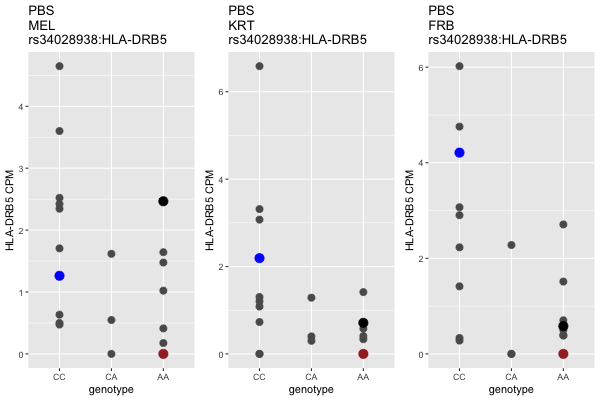 PBS
MEL
rs34028938:HLA-DRB5
HLA-DRB5 CPM
4
3
2
1
0
CC CA AA
genotype
PBS
KRT
rs34028938:HLA-DRB5
HLA-DRB5 CPM
6
4
2
0
CC CA AA
genotype
PBS
FRB
rs34028938:HLA-DRB5
HLA-DRB5 CPM
6
4
2
0
CC CA AA
genotype